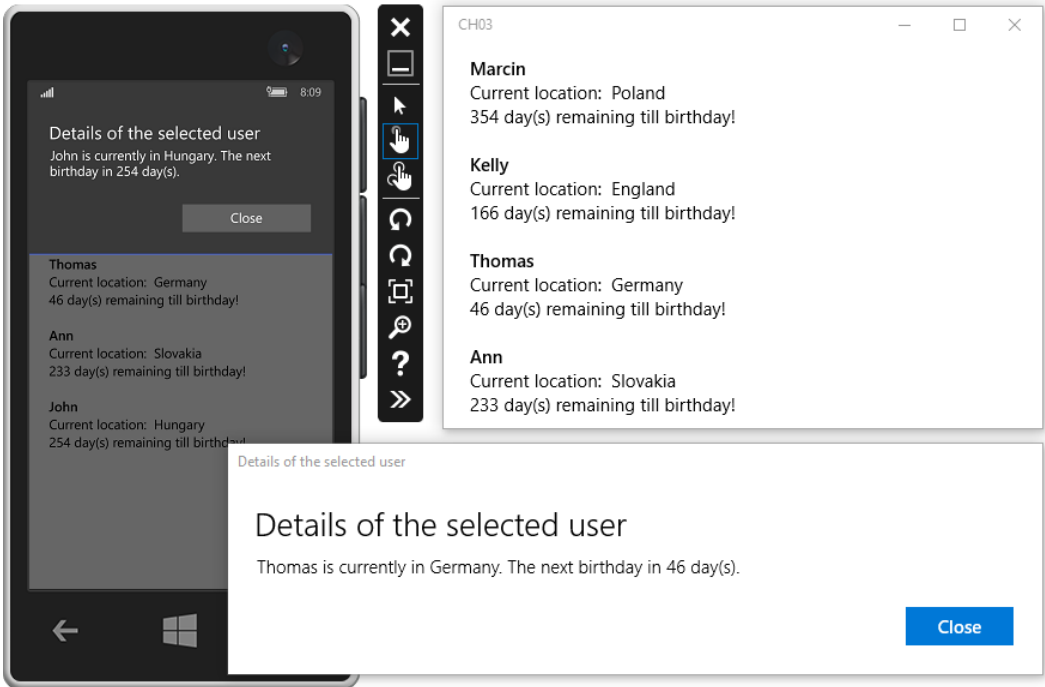 8:09
Details of the selected user
John is currently in Hungary. The next
birthday in 254 day(s).
Close
Thomas
Current location:  Germany
46 day(s) remaining till birthday!
Ann
Current location:  Slovakia
233 day(s) remaining till birthday!
John
Current location:  Hungary
254 day(s) remaining till birthday!
CH03
Marcin
Current location:  Poland
354 day(s) remaining till birthday!
Kelly
Current location:  England
166 day(s) remaining till birthday!
Thomas
Current location:  Germany
46 day(s) remaining till birthday!
Ann
Current location:  Slovakia
233 day(s) remaining till birthday!
Details of the selected user
Details of the selected user
Thomas is currently in Germany. The next birthday in 46 day(s).
Close